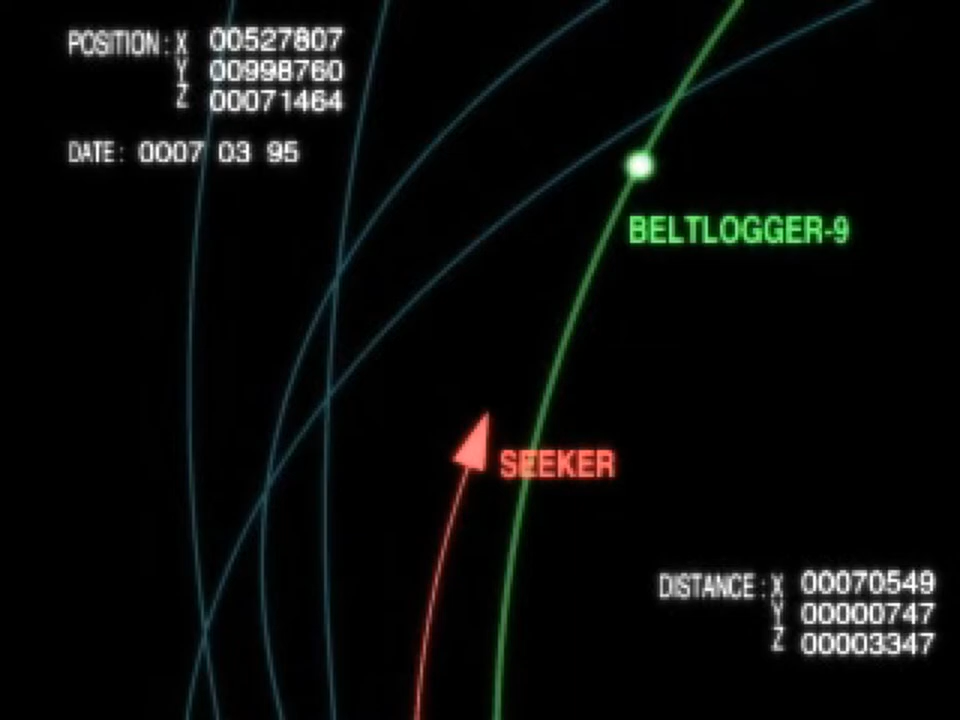 POSITION: X 00527807
Y 00998760
Z 00071464
DATE: 0007 03 95
BELTLOGGER-9
SEEKER
DISTANCE: X 00070549
Y 00000747
Z 00003347